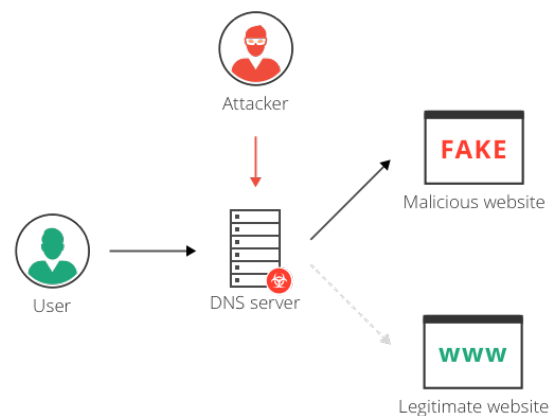 Attacker
FAKE
Malicious website
User
DNS server
www
Legitimate website